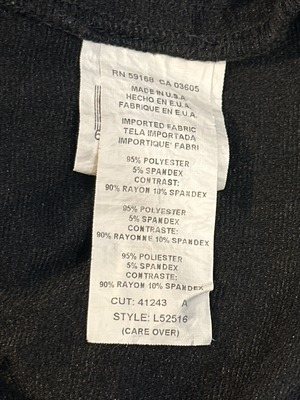 RN 59168 CA 03605
MADE IN U.S.A.
HECHO EN E.U.A.
FABRIQUE EN E.U.A.
IMPORTED FABRIC
TELA IMPORTADA
IMPORTIQUE' FABRI
95% POLYESTER
5% SPANDEX
CONTRAST:
90% RAYON 10% SPANDEX
95% POLYESTER
5% SPANDEX
CONTRASTE:
90% RAYONNE 10% SPANDEX
95% POLIESTER
5% SPANDEX
CONTRASTE:
90% RAYON 10% SPANDEX
CUT: 41243 A
STYLE: L52516
(CARE OVER)